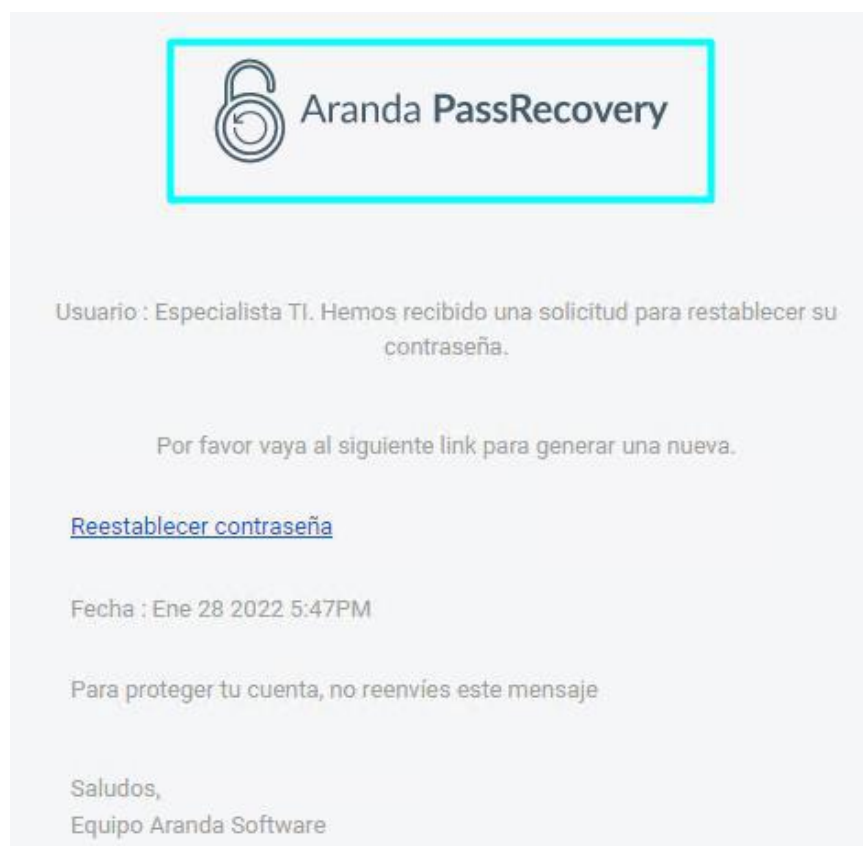 Aranda PassRecovery
Usuario : Especialista TI. Hemos recibido una solicitud para restablecer su
contraseña.
Por favor vaya al siguiente link para generar una nueva.
Reestablecer contraseña
Fecha : Ene 28 2022 5:47PM
Para proteger tu cuenta, no reenvíes este mensaje
Saludos,
Equipo Aranda Software